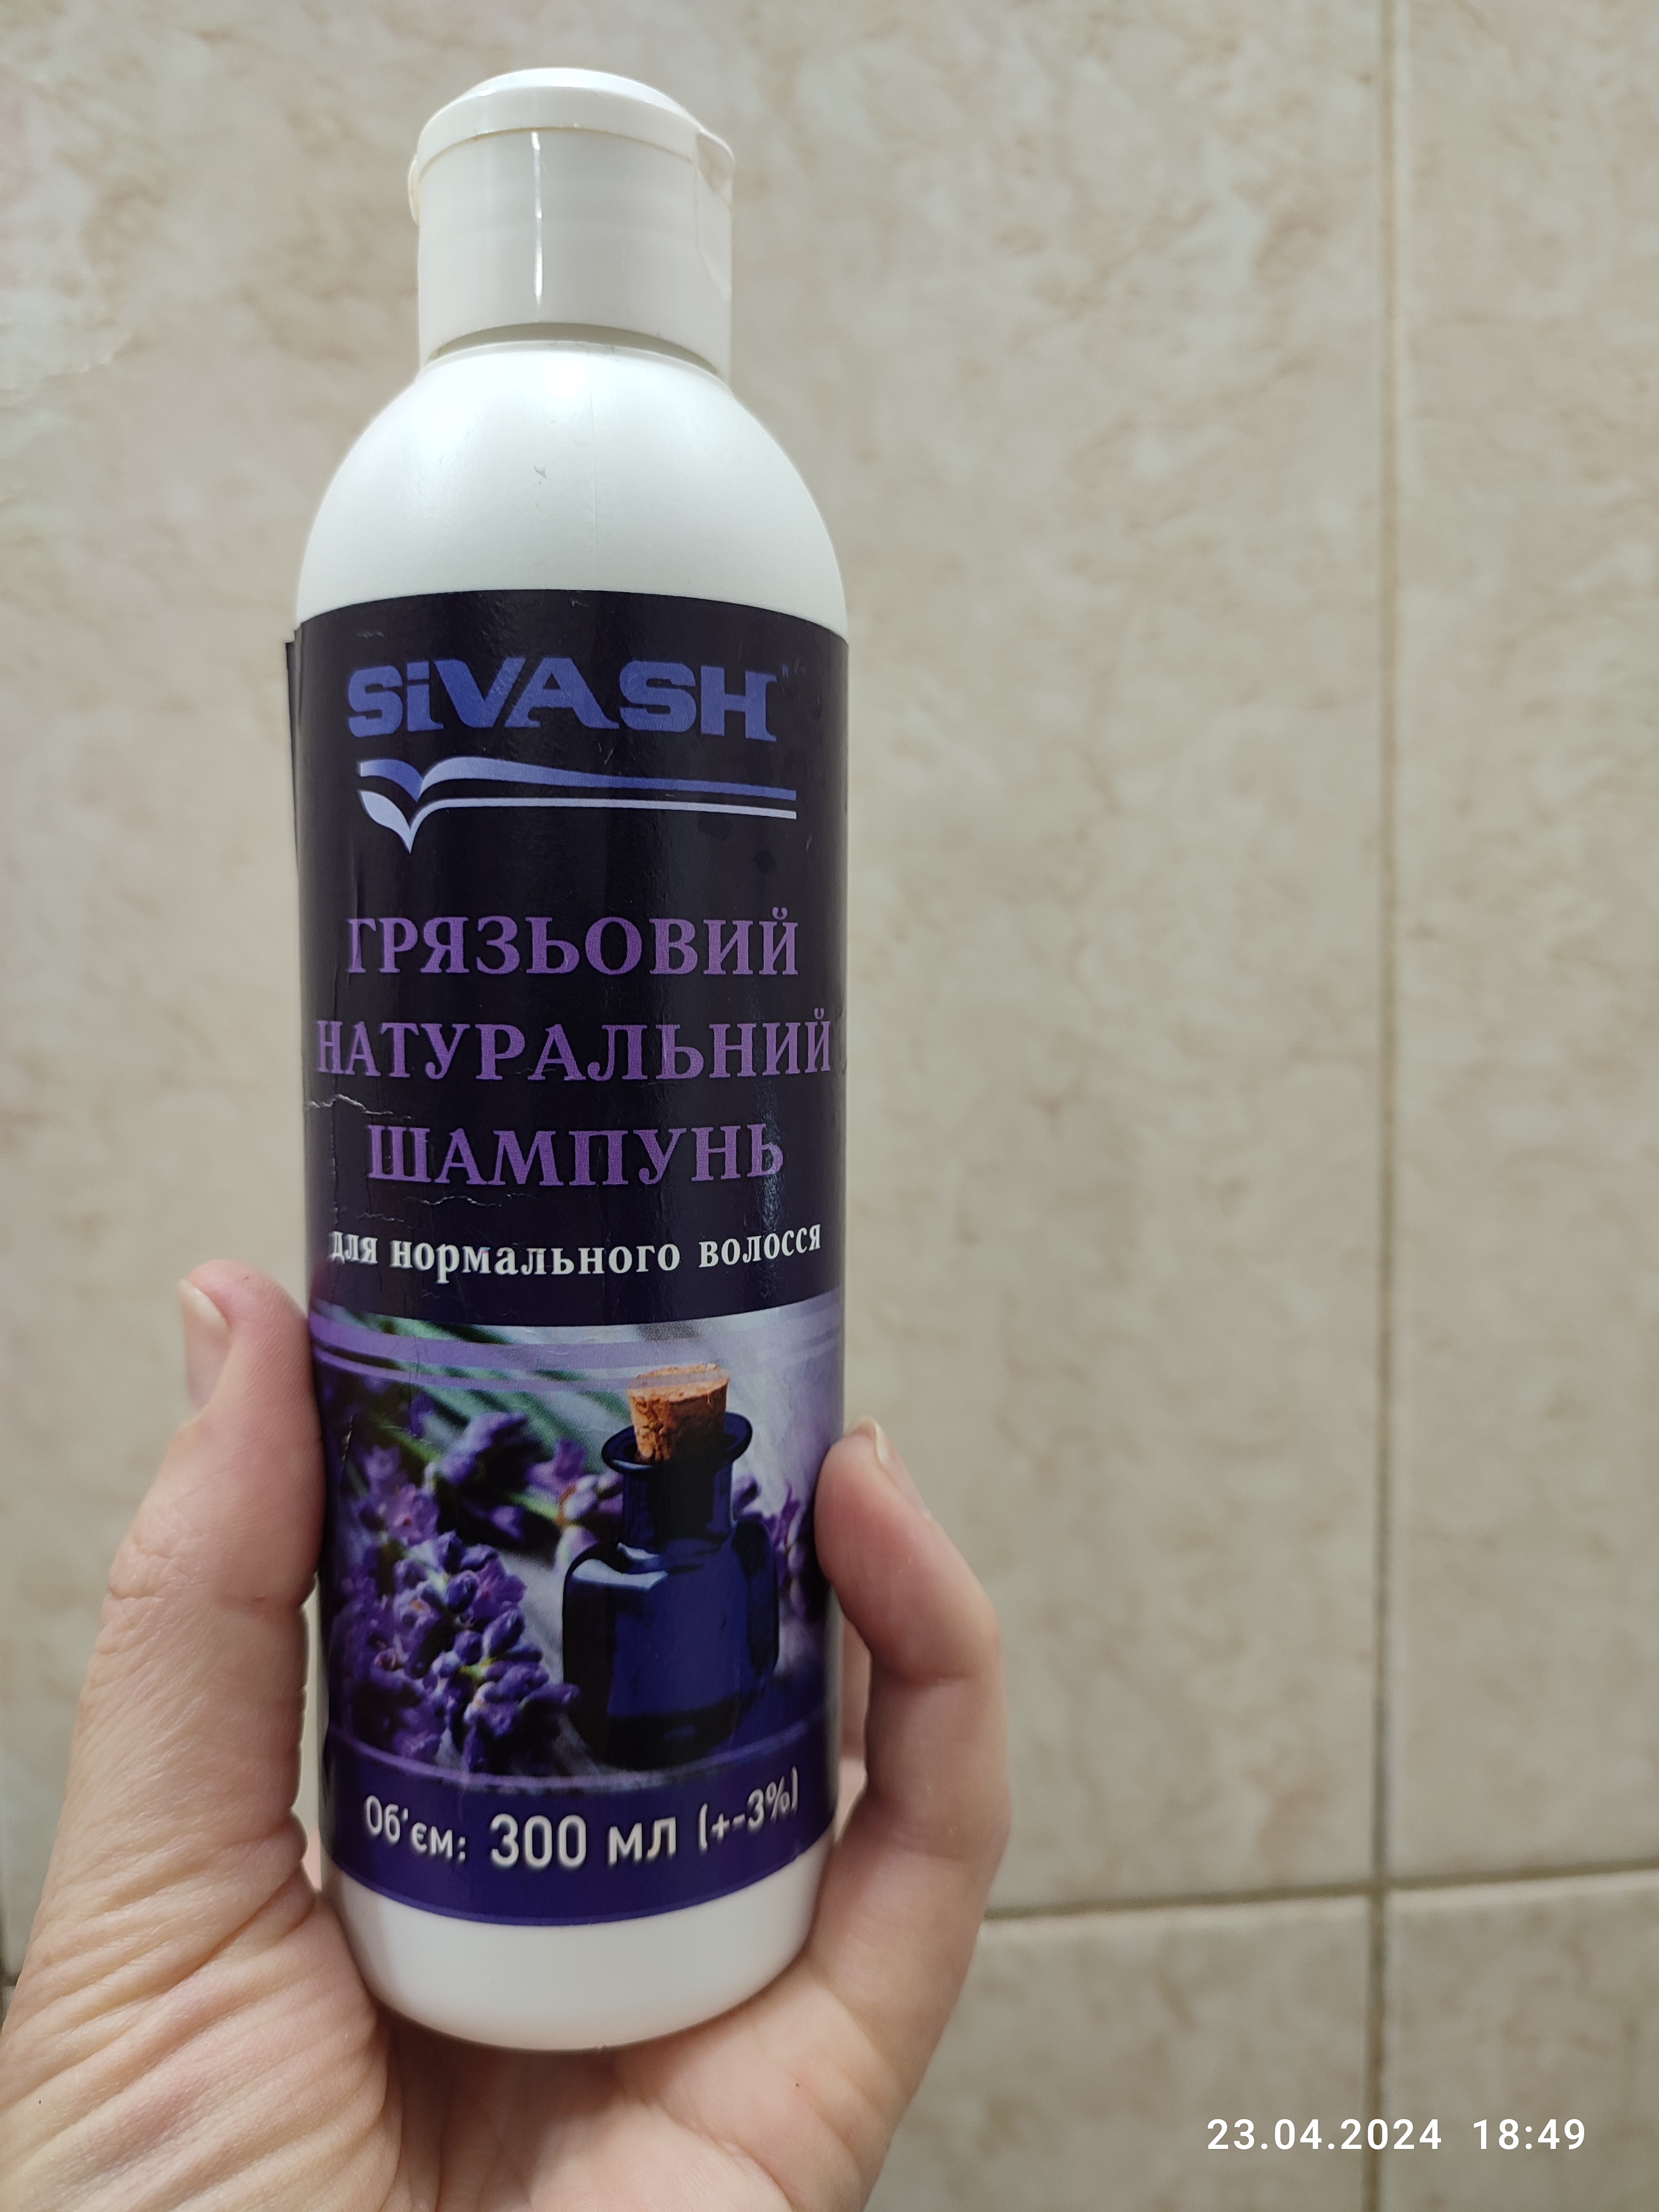 SiVASH
ГРЯЗЬОВИЙ
НАТУРАЛЬНИЙ
ШАМПУНЬ
для нормального волосся
Об'єм: 300 мл (+-3%)
23.04.2024 18:49